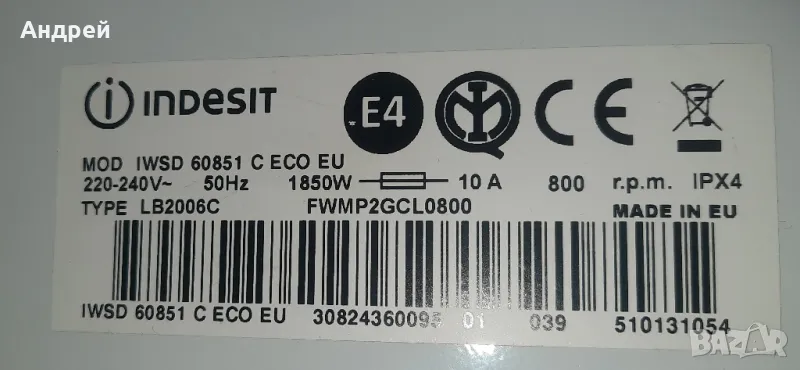 Андрей
INDESIT
.E4
MOD IWSD 60851 C ECO EU
220-240V~ 50Hz 1850W 10 A 800 r.p.m. IPX4
TYPE LB2006C FWMP2GCL0800 MADE IN EU
IWSD 60851 C ECO EU 30824360095 01 039 510131054
BAZAR